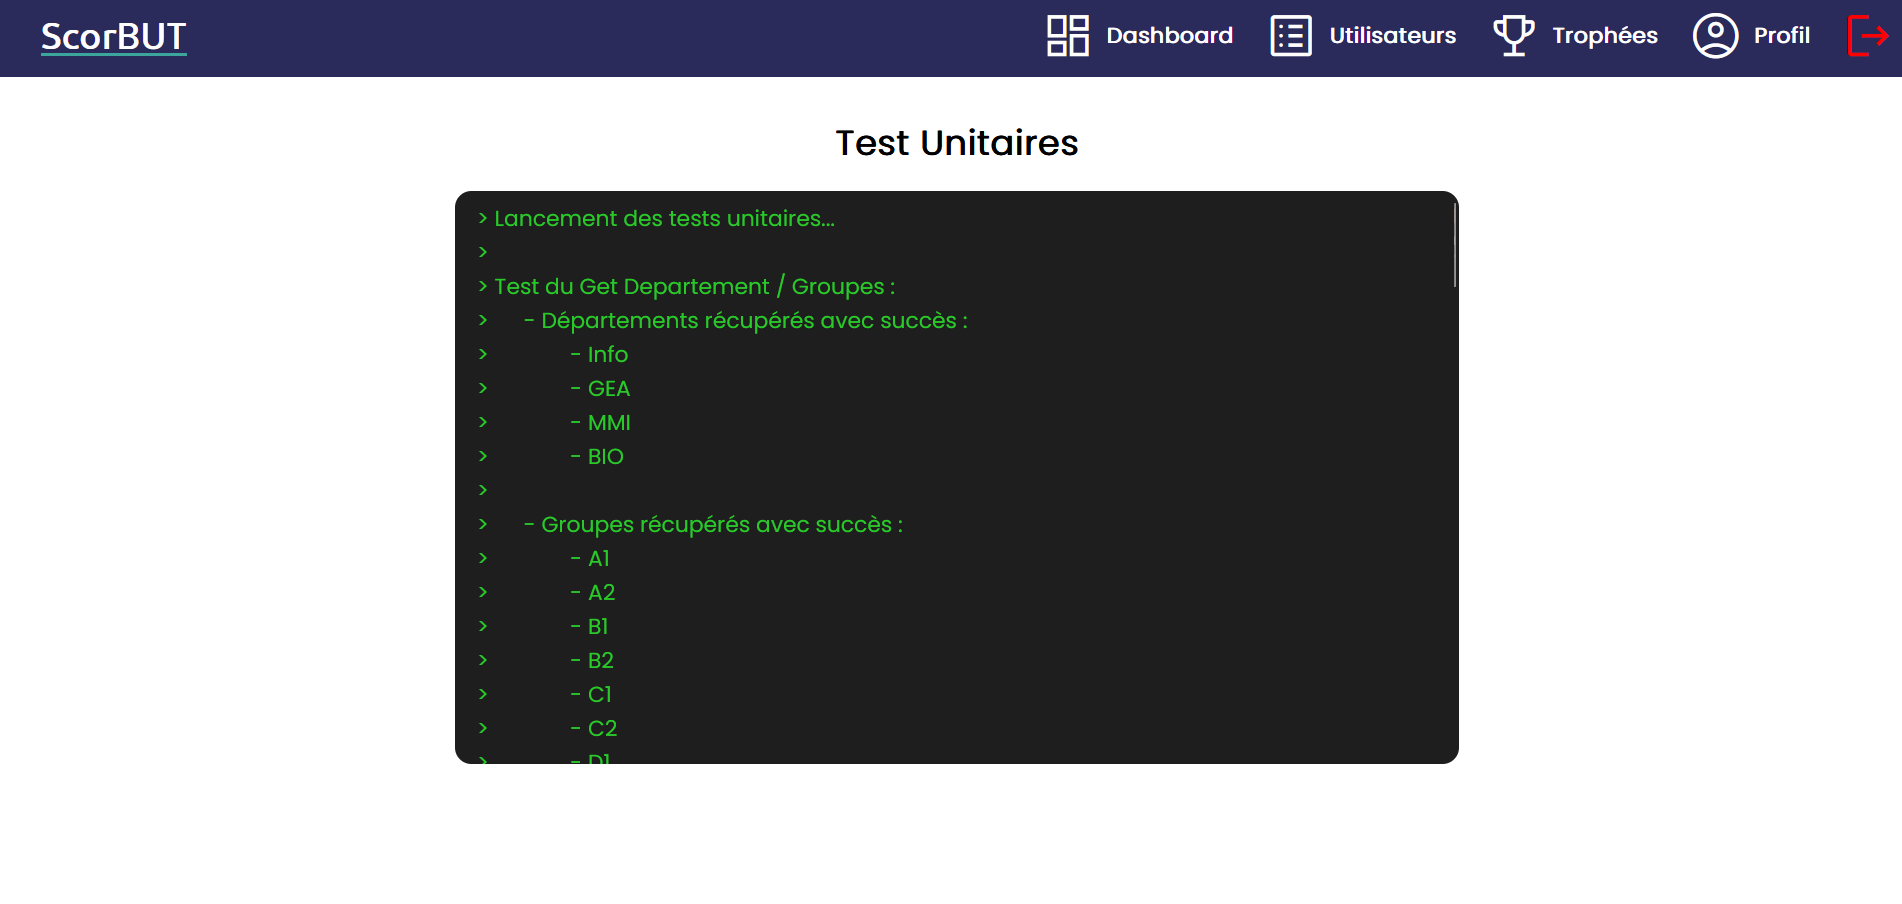 ScorBUT
Dashboard
Utilisateurs
Trophées
Profil
Test Unitaires
> Lancement des tests unitaires...
>
> Test du Get Departement / Groupes :
> - Départements récupérés avec succès :
> - Info
> - GEA
> - MMI
> - BIO
>
> - Groupes récupérés avec succès :
> - A1
> - A2
> - B1
> - B2
> - C1
> - C2
> - D1